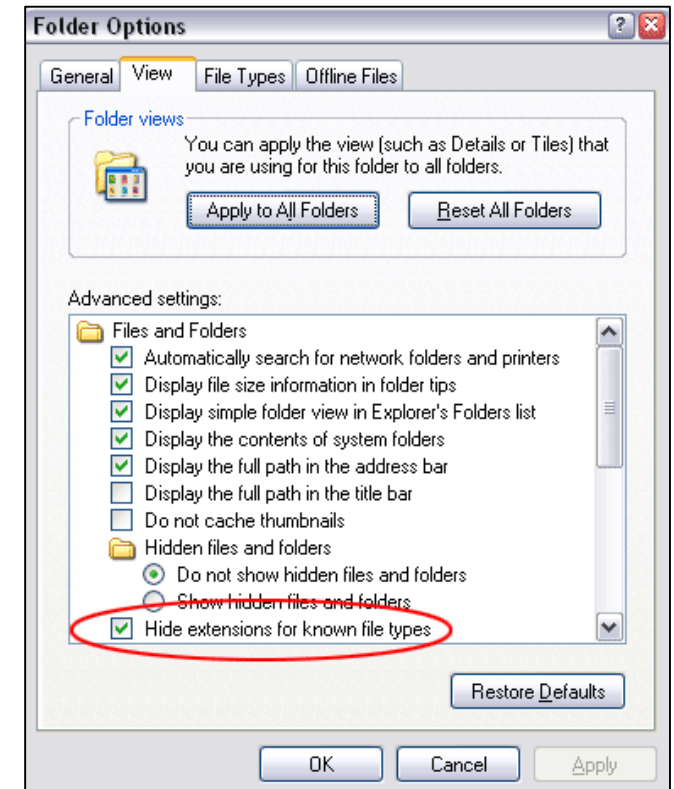 Folder Options
General View File Types Offline Files
Folder views
You can apply the view (such as Details or Tiles) that
you are using for this folder to all folders.
Apply to All Folders Reset All Folders
Advanced settings:
Files and Folders
Automatically search for network folders and printers
Display file size information in folder tips
Display simple folder view in Explorer's Folders list
Display the contents of system folders
Display the full path in the address bar
Display the full path in the title bar
Do not cache thumbnails
Hidden files and folders
Do not show hidden files and folders
Show hidden files and folders
Hide extensions for known file types
Restore Defaults
OK Cancel Apply